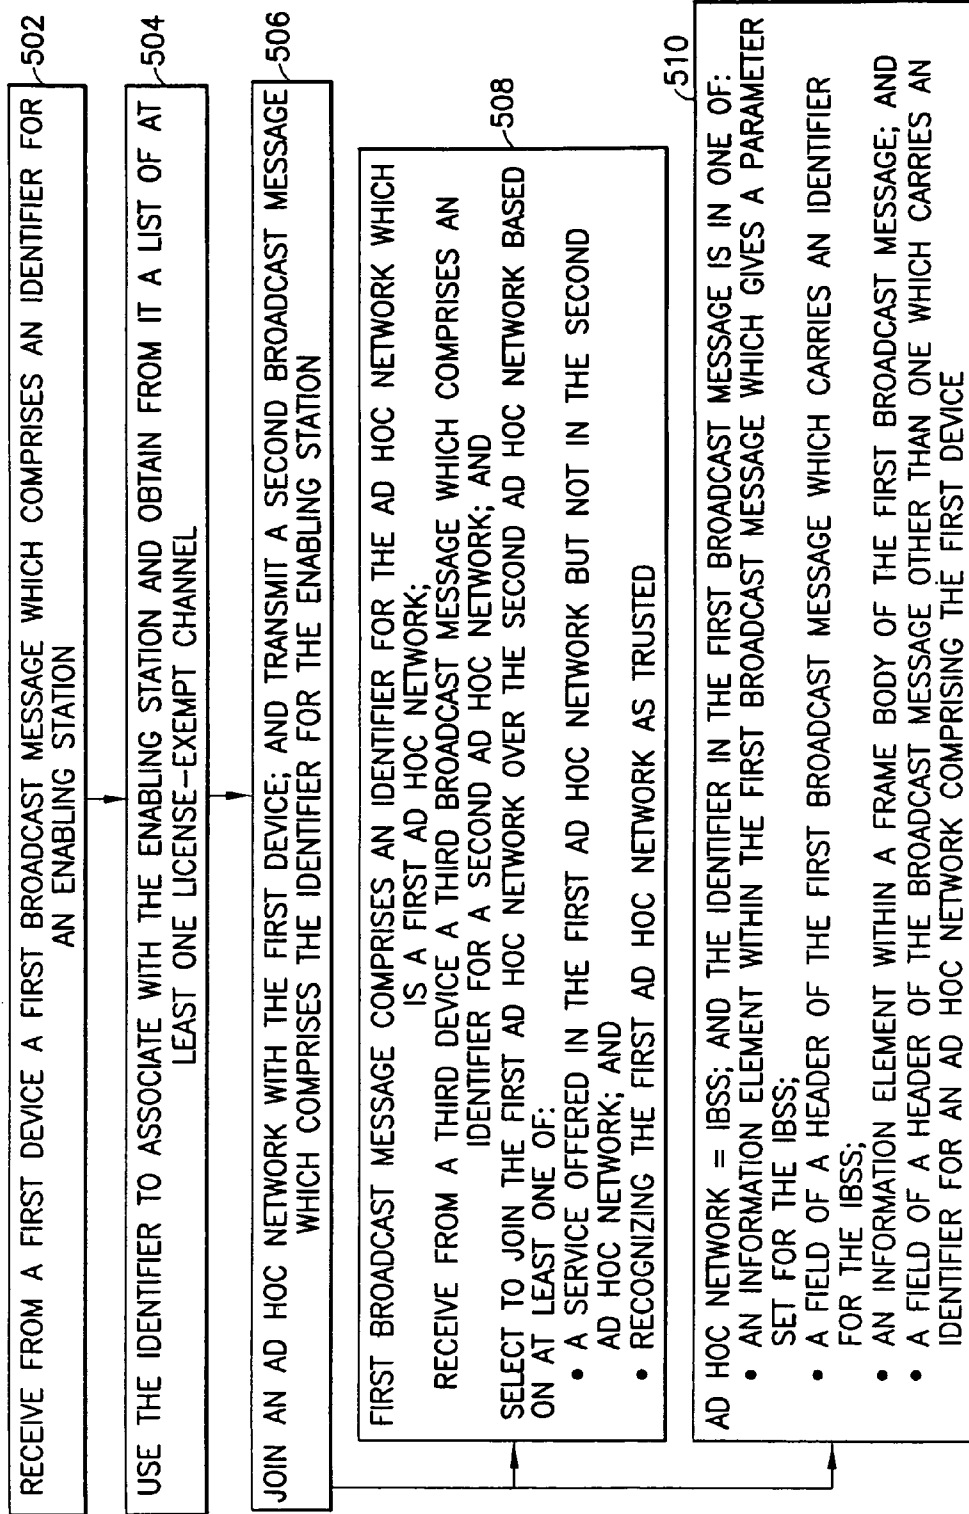 RECEIVE FROM A FIRST DEVICE A FIRST BROADCAST MESSAGE WHICH COMPRISES AN IDENTIFIER FOR
AN ENABLING STATION
502
USE THE IDENTIFIER TO ASSOCIATE WITH THE ENABLING STATION AND OBTAIN FROM IT A LIST OF AT
LEAST ONE LICENSE-EXEMPT CHANNEL
504
JOIN AN AD HOC NETWORK WITH THE FIRST DEVICE; AND TRANSMIT A SECOND BROADCAST MESSAGE
WHICH COMPRISES THE IDENTIFIER FOR THE ENABLING STATION
506
FIRST BROADCAST MESSAGE COMPRISES AN IDENTIFIER FOR THE AD HOC NETWORK WHICH
IS A FIRST AD HOC NETWORK;
RECEIVE FROM A THIRD DEVICE A THIRD BROADCAST MESSAGE WHICH COMPRISES AN
IDENTIFIER FOR A SECOND AD HOC NETWORK; AND
SELECT TO JOIN THE FIRST AD HOC NETWORK OVER THE SECOND AD HOC NETWORK BASED
ON AT LEAST ONE OF:
• A SERVICE OFFERED IN THE FIRST AD HOC NETWORK BUT NOT IN THE SECOND
AD HOC NETWORK; AND
• RECOGNIZING THE FIRST AD HOC NETWORK AS TRUSTED
508
AD HOC NETWORK = IBSS; AND THE IDENTIFIER IN THE FIRST BROADCAST MESSAGE IS IN ONE OF:
• AN INFORMATION ELEMENT WITHIN THE FIRST BROADCAST MESSAGE WHICH GIVES A PARAMETER
SET FOR THE IBSS;
• A FIELD OF A HEADER OF THE FIRST BROADCAST MESSAGE WHICH CARRIES AN IDENTIFIER
FOR THE IBSS;
• AN INFORMATION ELEMENT WITHIN A FRAME BODY OF THE FIRST BROADCAST MESSAGE; AND
• A FIELD OF A HEADER OF THE BROADCAST MESSAGE OTHER THAN ONE WHICH CARRIES AN
IDENTIFIER FOR AN AD HOC NETWORK COMPRISING THE FIRST DEVICE
510